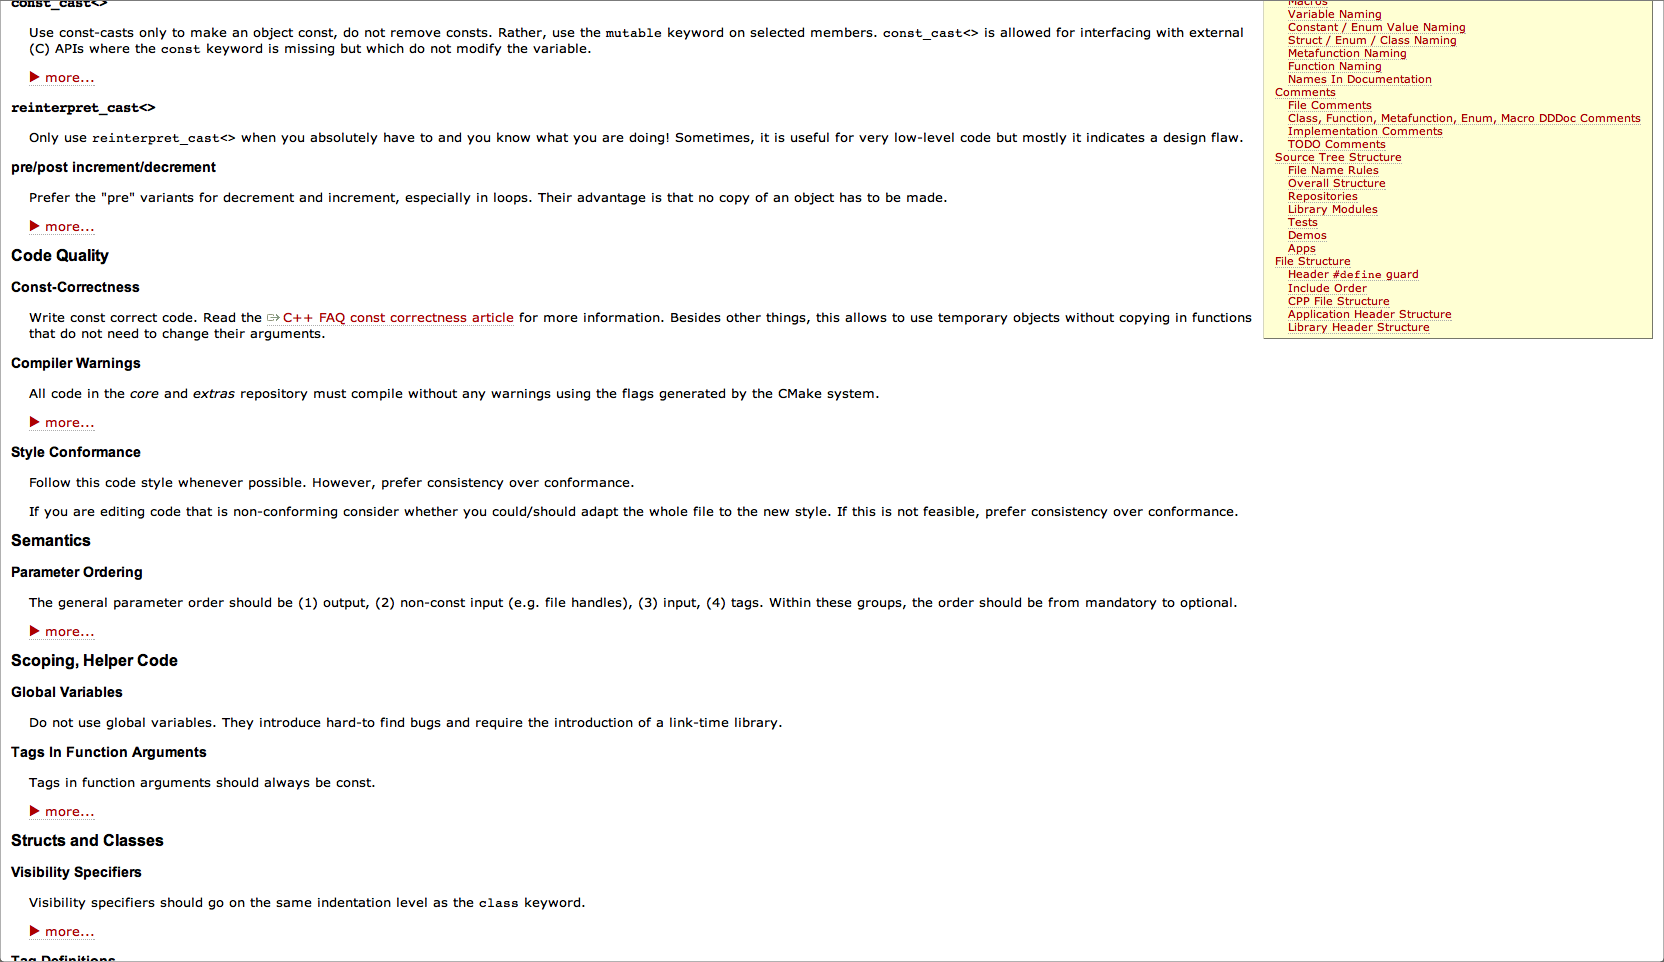 const_cast<>
Use const-casts only to make an object const, do not remove consts. Rather, use the mutable keyword on selected members. const_cast<> is allowed for interfacing with external
(C) APIs where the const keyword is missing but which do not modify the variable.
▶ more...
reinterpret_cast<>
Only use reinterpret_cast<> when you absolutely have to and you know what you are doing! Sometimes, it is useful for very low-level code but mostly it indicates a design flaw.
pre/post increment/decrement
Prefer the "pre" variants for decrement and increment, especially in loops. Their advantage is that no copy of an object has to be made.
▶ more...
Code Quality
Const-Correctness
Write const correct code. Read the C++ FAQ const correctness article for more information. Besides other things, this allows to use temporary objects without copying in functions
that do not need to change their arguments.
Compiler Warnings
All code in the core and extras repository must compile without any warnings using the flags generated by the CMake system.
▶ more...
Style Conformance
Follow this code style whenever possible. However, prefer consistency over conformance.
If you are editing code that is non-conforming consider whether you could/should adapt the whole file to the new style. If this is not feasible, prefer consistency over conformance.
Semantics
Parameter Ordering
The general parameter order should be (1) output, (2) non-const input (e.g. file handles), (3) input, (4) tags. Within these groups, the order should be from mandatory to optional.
▶ more...
Scoping, Helper Code
Global Variables
Do not use global variables. They introduce hard-to find bugs and require the introduction of a link-time library.
Tags In Function Arguments
Tags in function arguments should always be const.
▶ more...
Structs and Classes
Visibility Specifiers
Visibility specifiers should go on the same indentation level as the class keyword.
▶ more...
Tag Definitions
Macros
Variable Naming
Constant / Enum Value Naming
Struct / Enum / Class Naming
Metafunction Naming
Function Naming
Names In Documentation
Comments
File Comments
Class, Function, Metafunction, Enum, Macro DDDoc Comments
Implementation Comments
TODO Comments
Source Tree Structure
File Name Rules
Overall Structure
Repositories
Library Modules
Tests
Demos
Apps
File Structure
Header #define guard
Include Order
CPP File Structure
Application Header Structure
Library Header Structure